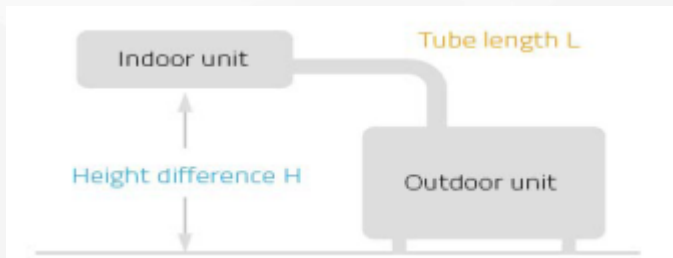 Tube length L
Indoor unit
Height difference H
Outdoor unit